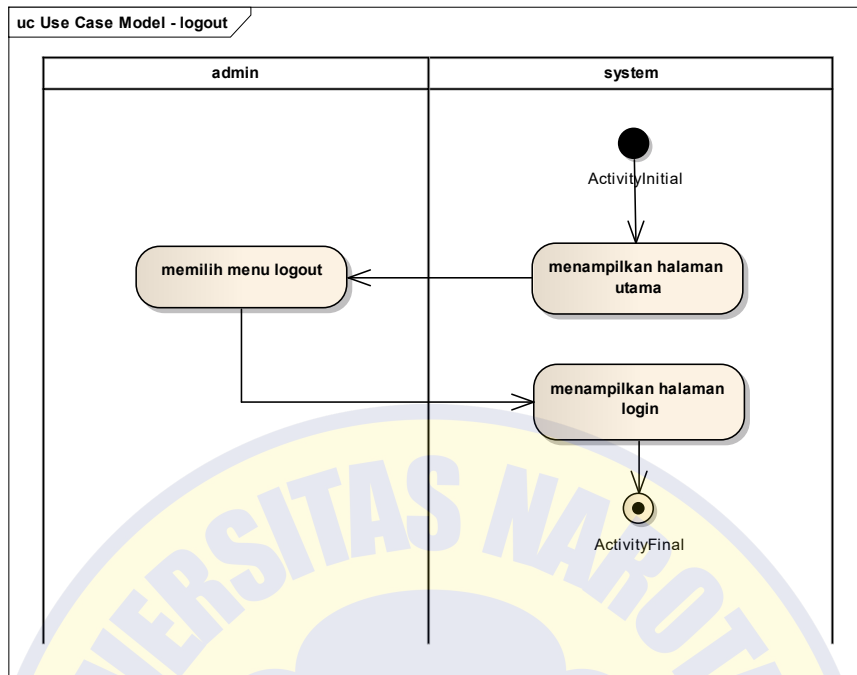 uc Use Case Model - logout
admin
system
ActivityInitial
memilih menu logout
menampilkan halaman
utama
menampilkan halaman
login
ActivityFinal